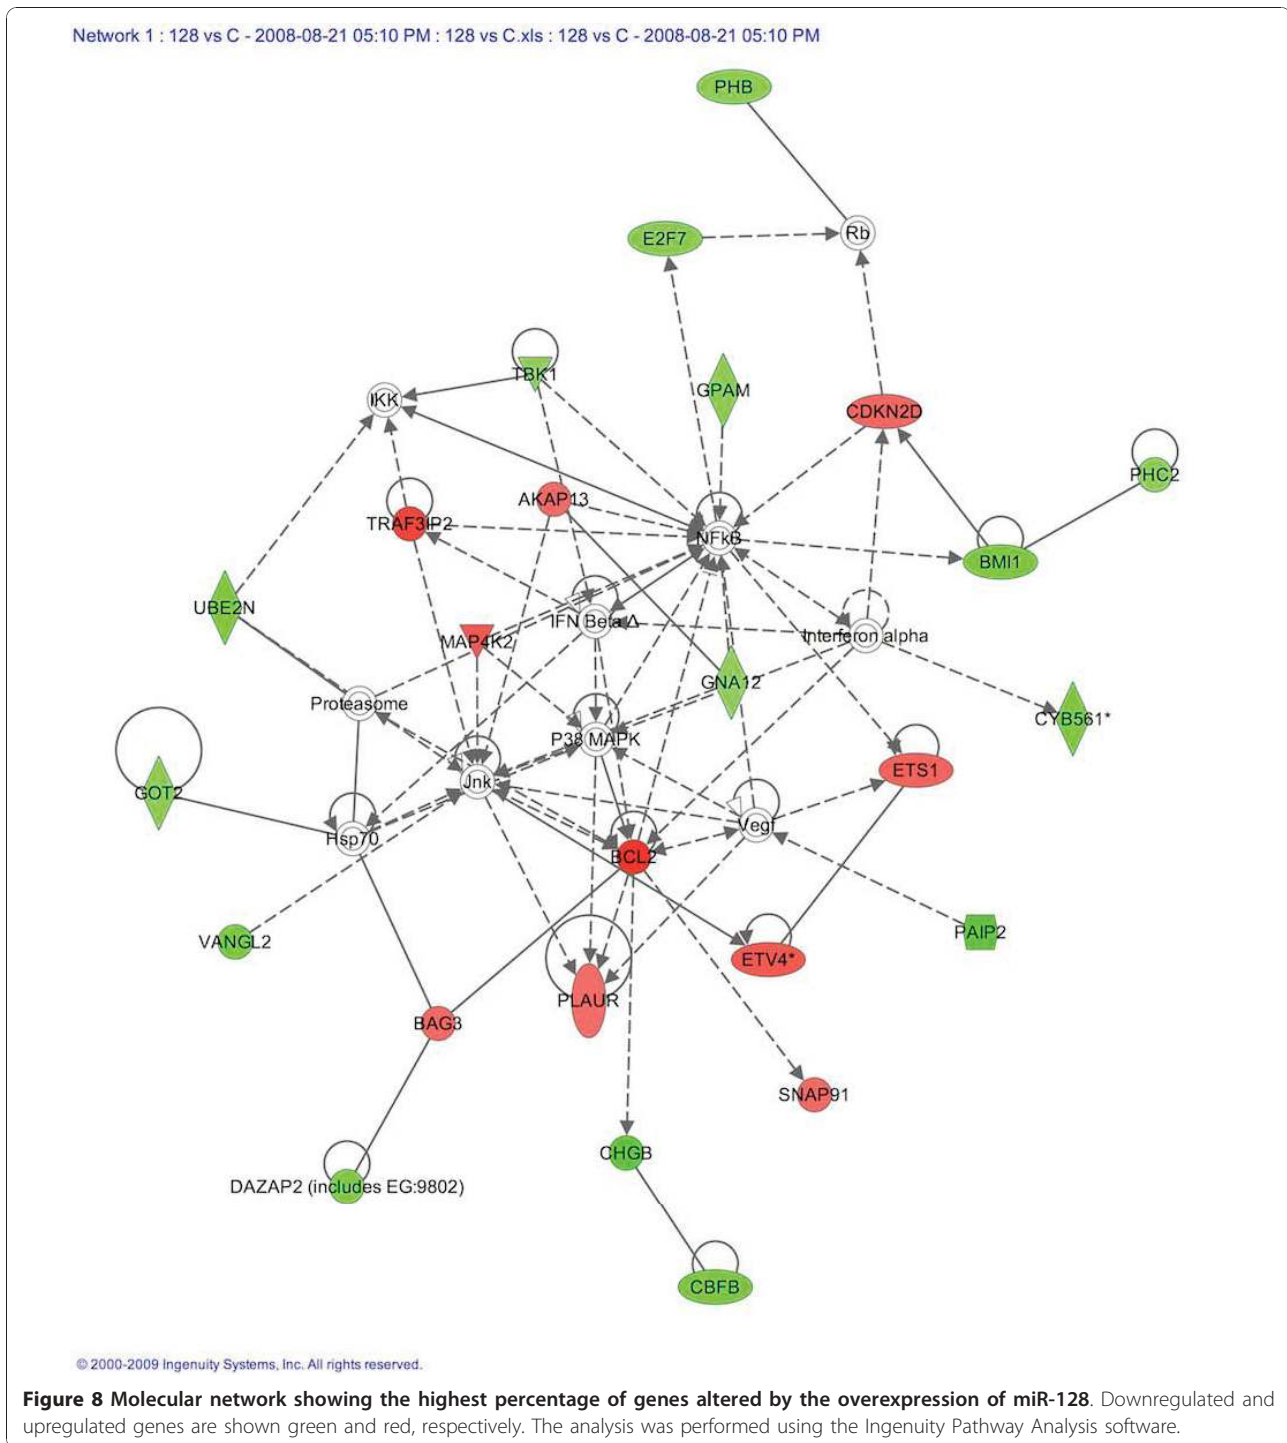 Network 1 : 128 vs C - 2008-08-21 05:10 PM : 128 vs C.xls : 128 vs C - 2008-08-21 05:10 PM
PHB
Rb
E2F7
TBK1
GPAM
IKK
CDKN2D
PHC2
AKAP13
TRAF3IP2
NFkB
BMI1
UBE2N
IFN Beta
MAP4K2
Interferon alpha
GNA12
Proteasome
CYB561*
P38 MAPK
ETS1
Jnk
GOT2
Vegf
Hsp70
BCL2
PAIP2
VANGL2
ETV4*
PLAUR
BAG3
SNAP91
CHGB
DAZAP2 (includes EG:9802)
CBFB
© 2000-2009 Ingenuity Systems, Inc. All rights reserved.
Figure 8 Molecular network showing the highest percentage of genes altered by the overexpression of miR-128. Downregulated and
upregulated genes are shown green and red, respectively. The analysis was performed using the Ingenuity Pathway Analysis software.